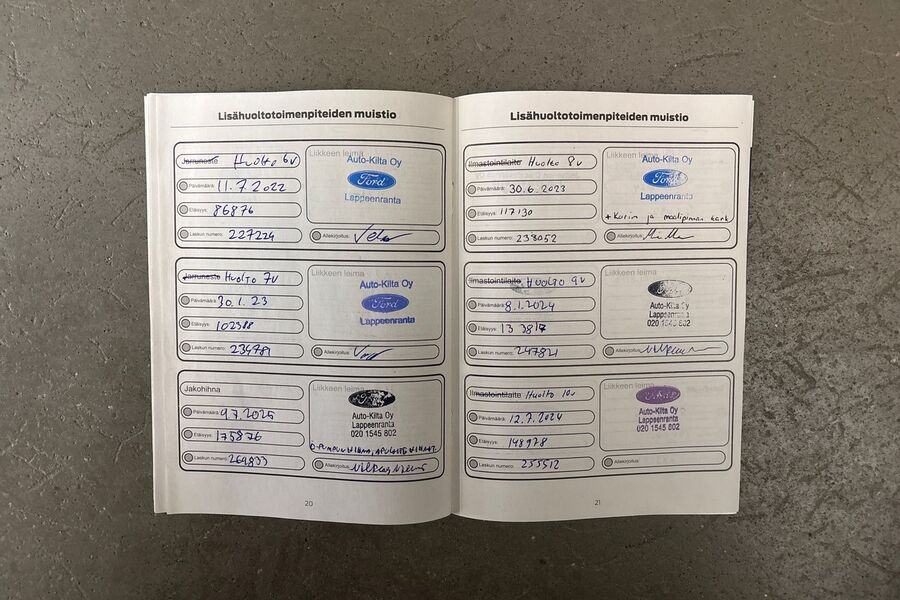 Lisähuoltotoimenpiteiden muistio
Jarruneste Huolto 6v
Päivämäärä: 11.7.2022
Etäisyys: 86876
Laskun numero: 227224
Liikkeen leima
Auto-Kilta Oy
Ford
Lappeenranta
Allekirjoitus:
Jarruneste Huolto 7v
Päivämäärä: 30.1.23
Etäisyys: 102388
Laskun numero: 234781
Liikkeen leima
Auto-Kilta Oy
Ford
Lappeenranta
Allekirjoitus:
Jakohihna
Päivämäärä: 9.7.2025
Etäisyys: 175876
Laskun numero: 264833
Liikkeen leima
Ford
Auto-Kilta Oy
Lappeenranta
020 1545 802
Allekirjoitus:
20
Lisähuoltotoimenpiteiden muistio
Ilmastointilaite Huolto 8v
Päivämäärä: 30.6.2023
Etäisyys: 117130
Laskun numero: 238052
Liikkeen leima
Auto-Kilta Oy
Ford
Lappeenranta
+ Korin ja maalipinnan tark
Allekirjoitus:
Ilmastointilaite Huolto 9v
Päivämäärä: 8.1.2024
Etäisyys: 133817
Laskun numero: 247821
Liikkeen leima
Auto-Kilta Oy
Lappeenranta
020 1545 802
Allekirjoitus:
Ilmastointilaite Huolto 10v
Päivämäärä: 12.7.2024
Etäisyys: 148978
Laskun numero: 255512
Liikkeen leima
Ford
Auto-Kilta Oy
Lappeenranta
020 1545 802
Allekirjoitus:
21